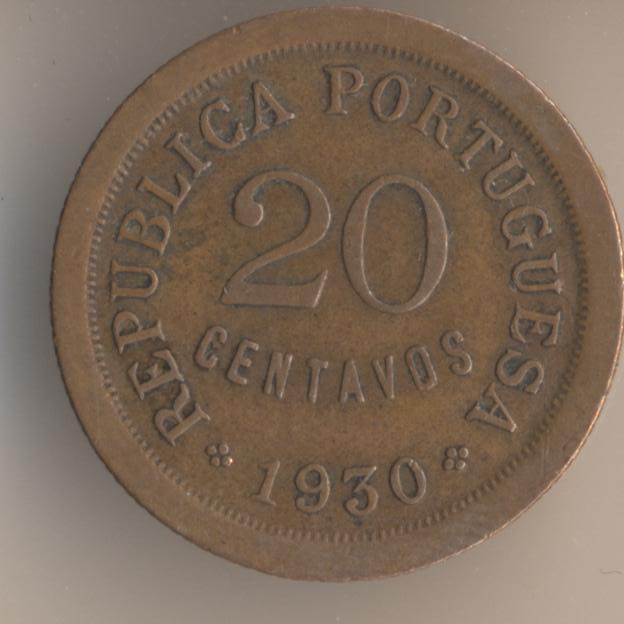 REPUBLICA PORTUGUESA
20
CENTAVOS
1930